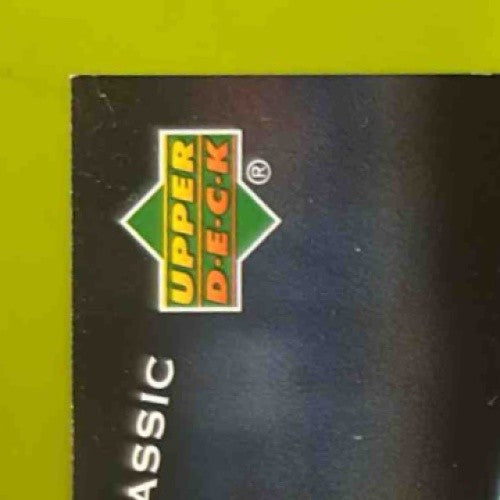 UPPER
D·E·C·K
®
ASSIC